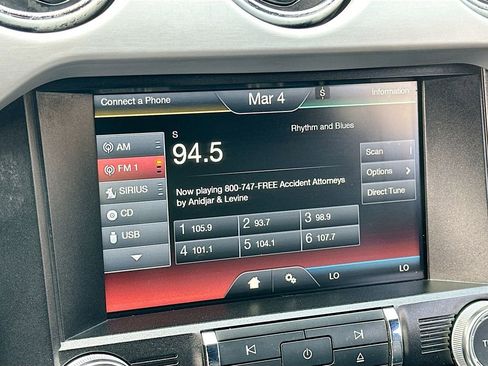 Connect a Phone
Mar 4
$
Information
AM
FM 1
SIRIUS
CD
USB
S
94.5
Rhythm and Blues
Now playing 800-747-FREE Accident Attorneys
by Anidjar & Levine
1 105.9
2 93.7
3 98.9
4 101.1
5 104.1
6 107.7
Scan
Options
Direct Tune
LO
LO